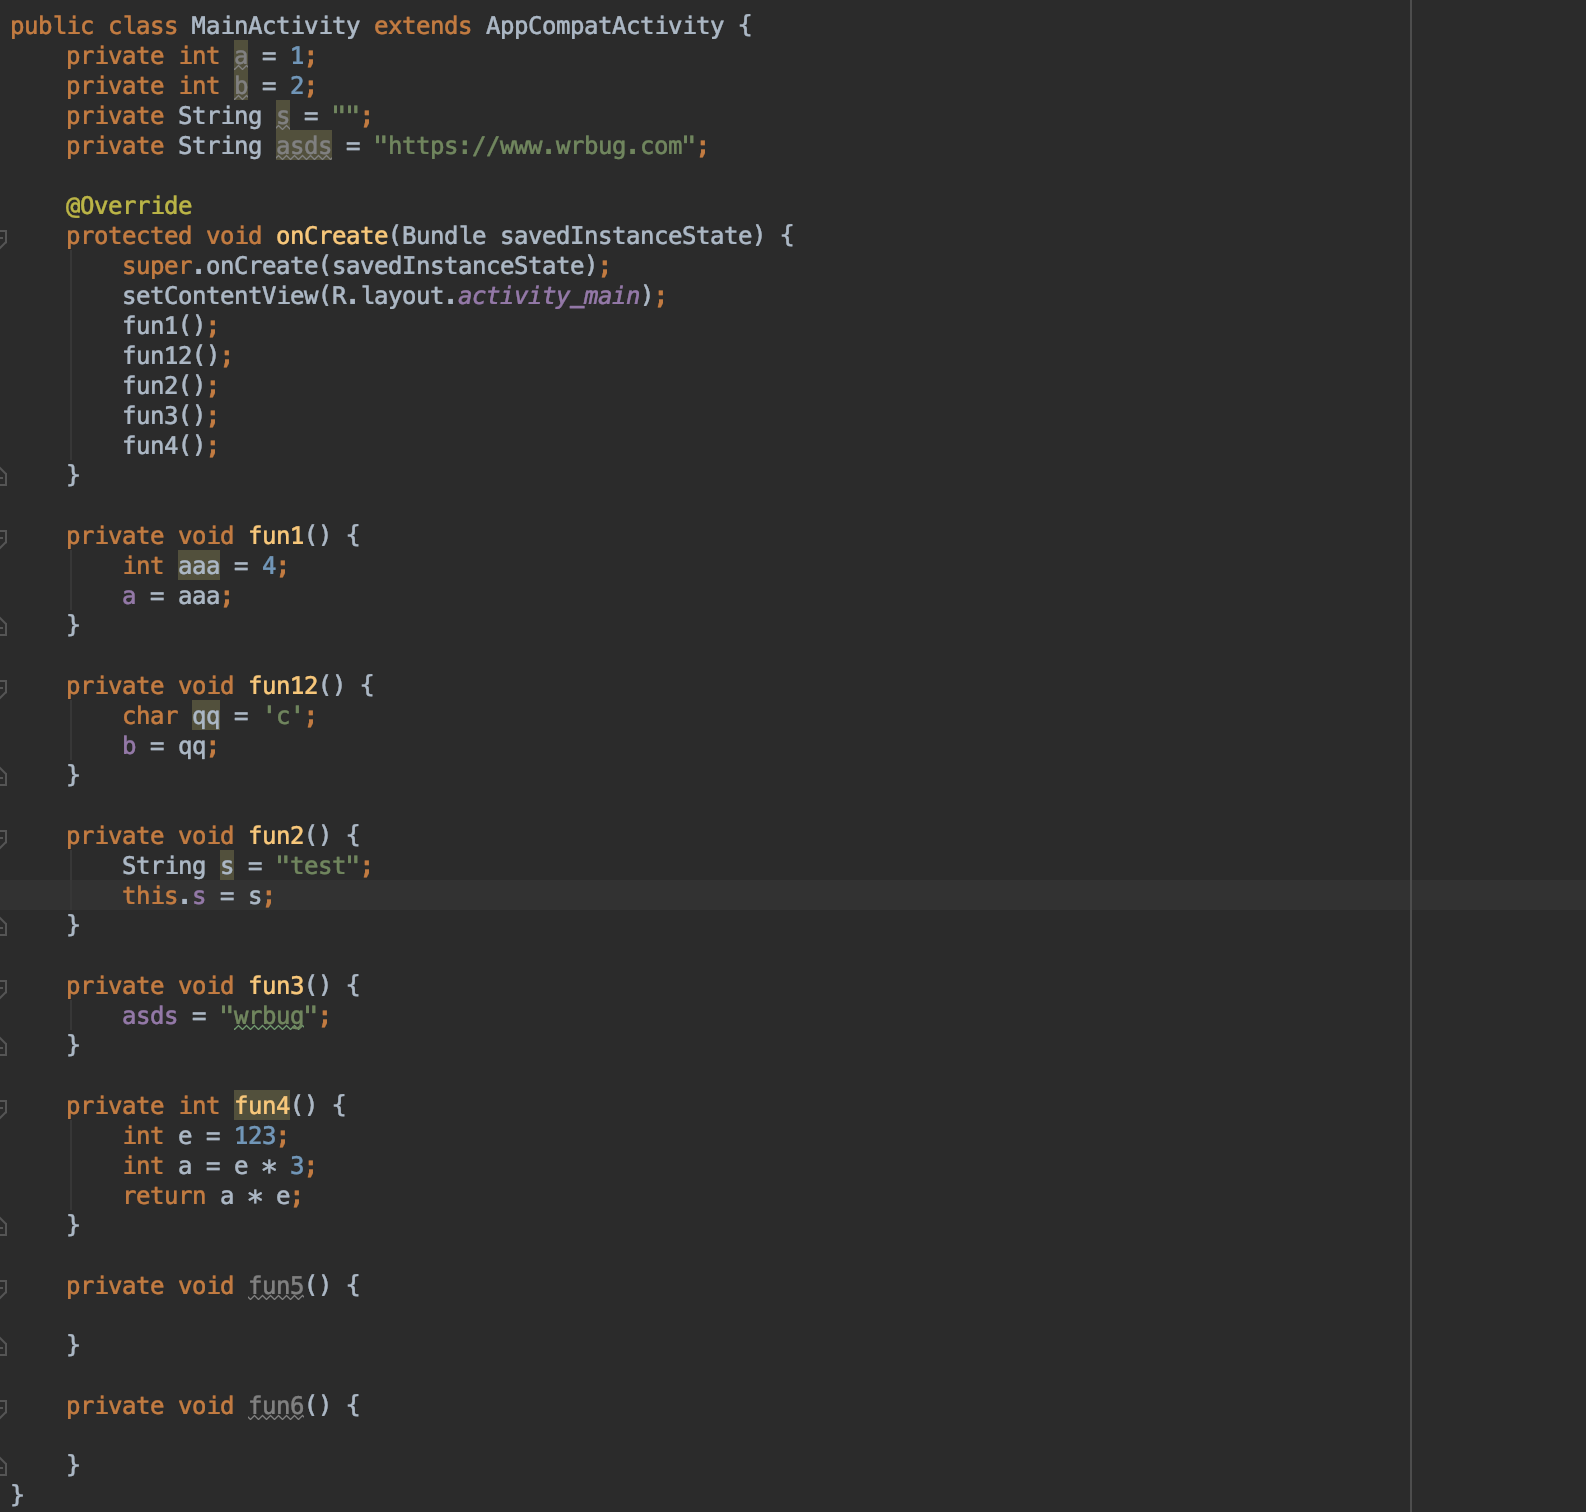 public class MainActivity extends AppCompatActivity {
    private int a = 1;
    private int b = 2;
    private String s = "";
    private String asds = "https://www.wrbug.com";

    @Override
    protected void onCreate(Bundle savedInstanceState) {
        super.onCreate(savedInstanceState);
        setContentView(R.layout.activity_main);
        fun1();
        fun12();
        fun2();
        fun3();
        fun4();
    }

    private void fun1() {
        int aaa = 4;
        a = aaa;
    }

    private void fun12() {
        char qq = 'c';
        b = qq;
    }

    private void fun2() {
        String s = "test";
        this.s = s;
    }

    private void fun3() {
        asds = "wrbug";
    }

    private int fun4() {
        int e = 123;
        int a = e * 3;
        return a * e;
    }

    private void fun5() {

    }

    private void fun6() {

    }
}